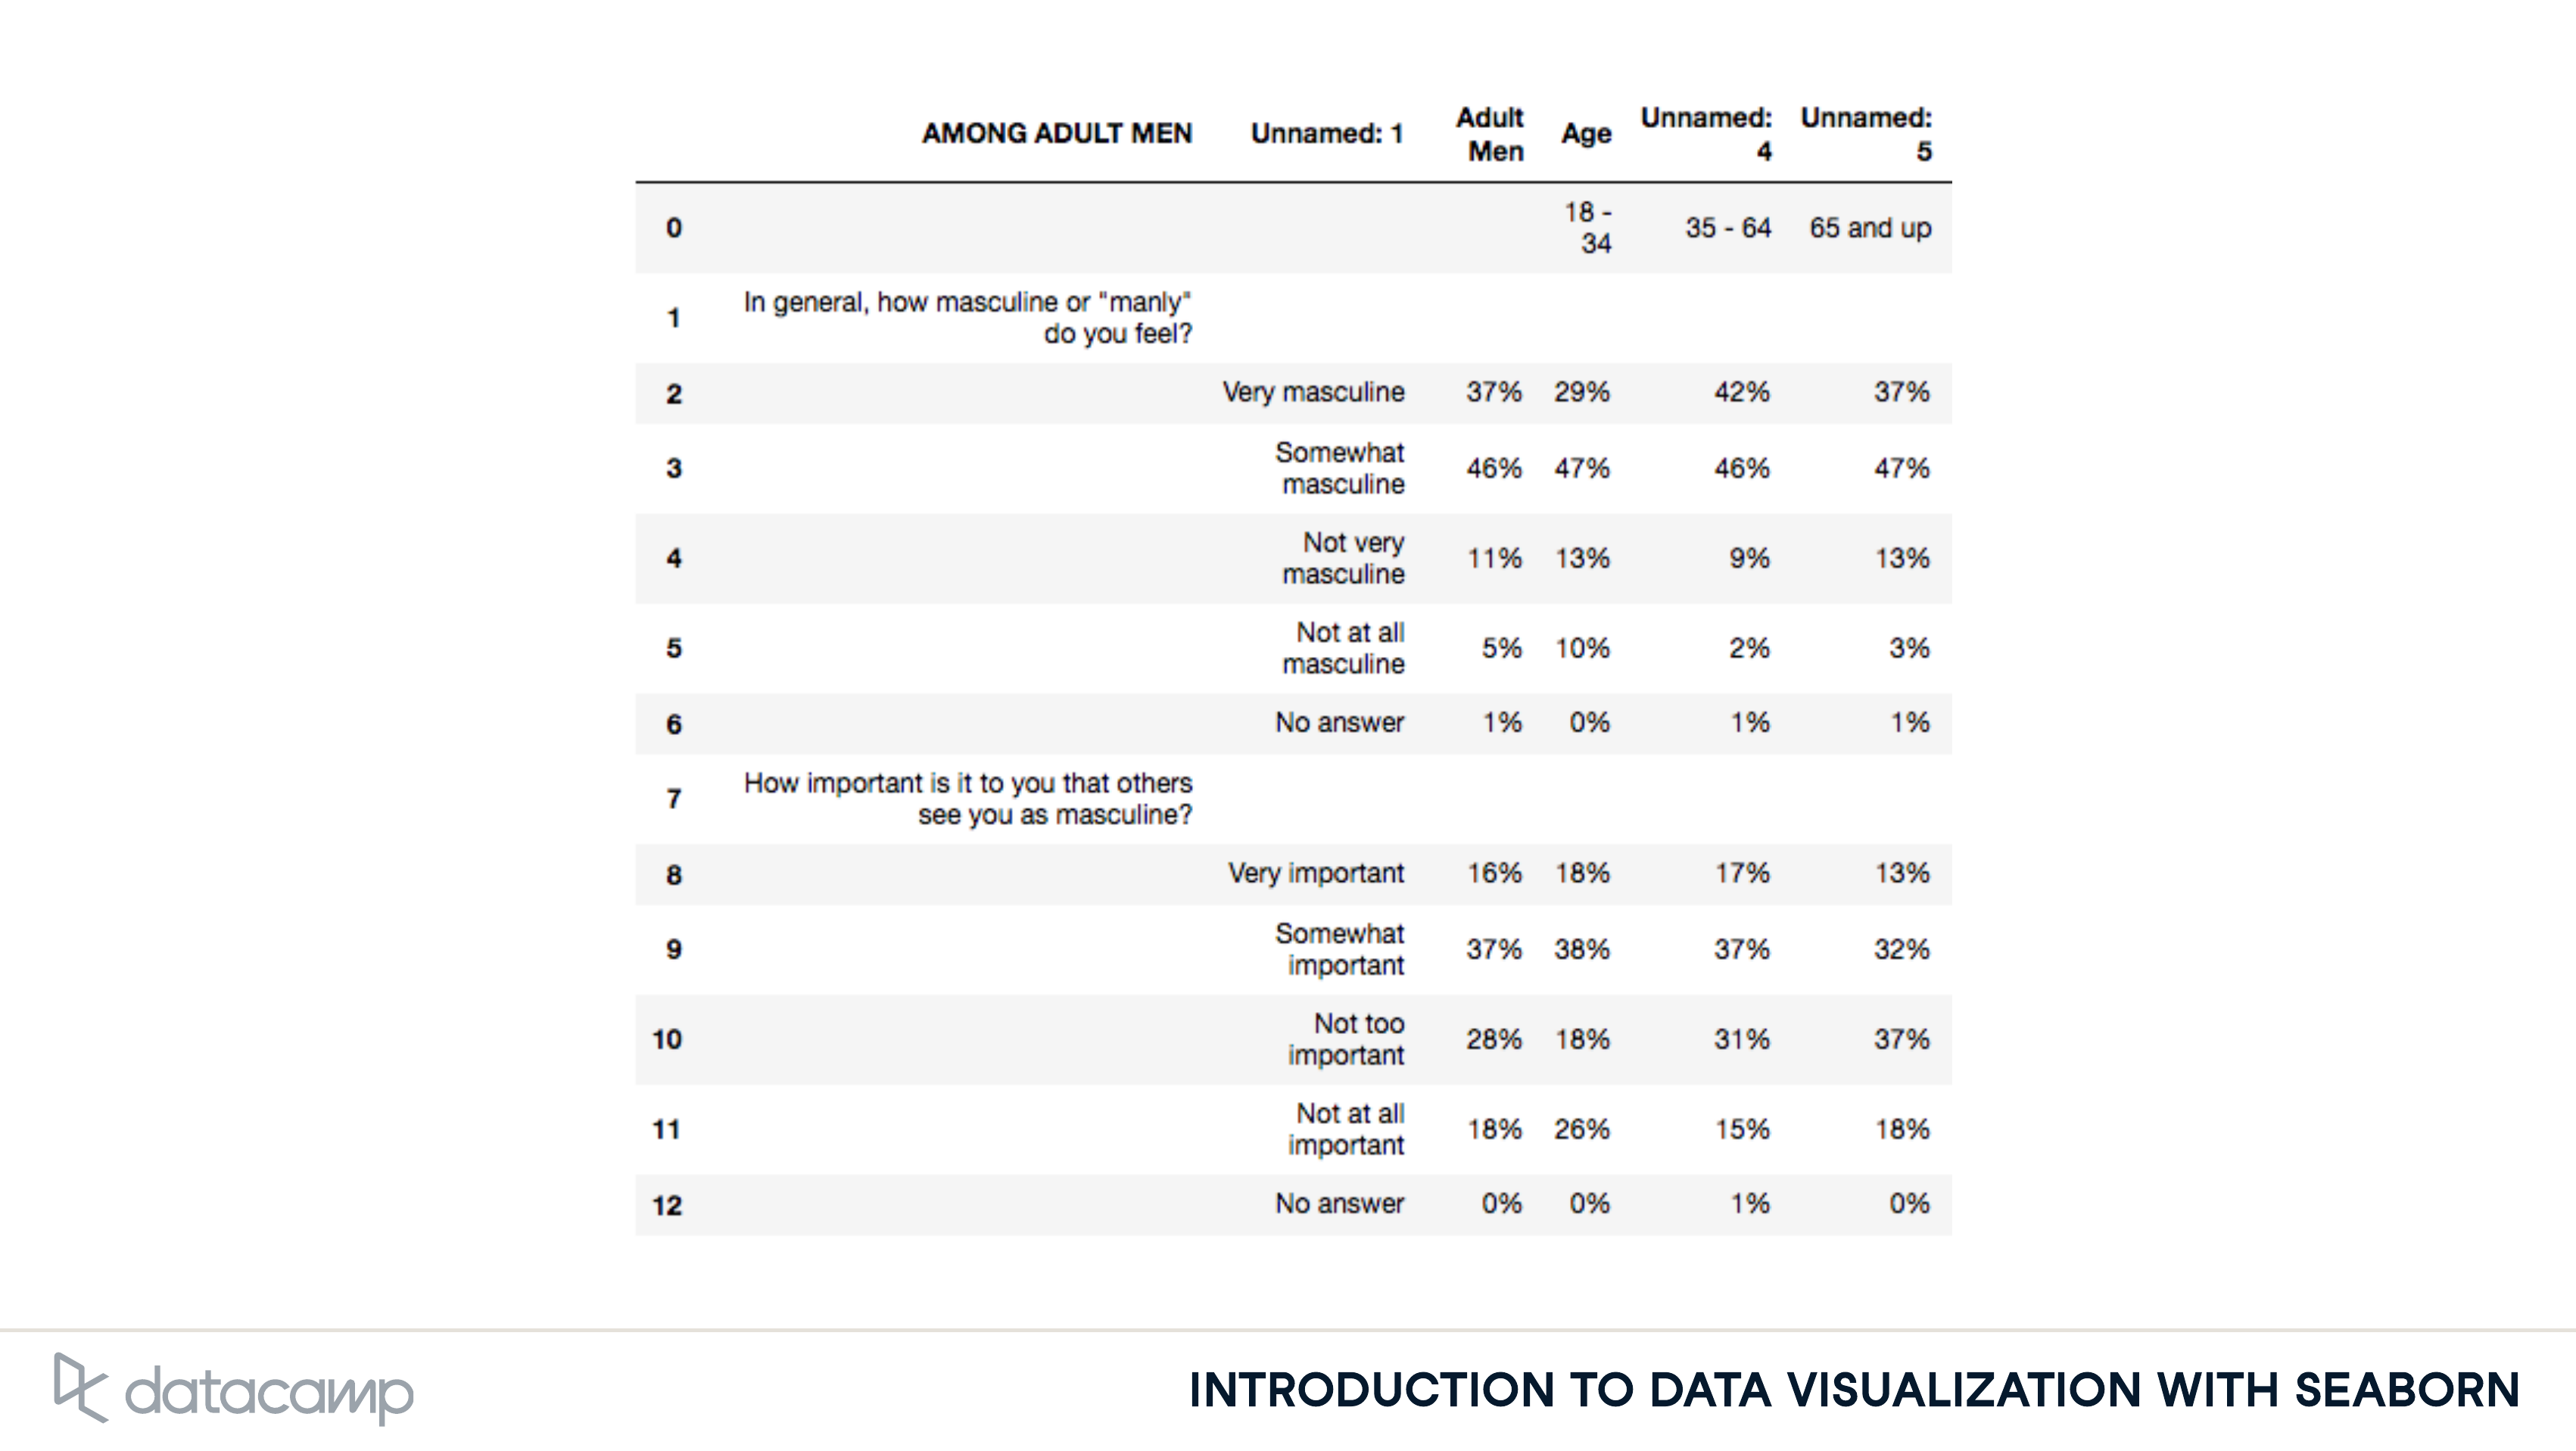 AMONG ADULT MEN Unnamed: 1 Adult Men Age Unnamed: 4 Unnamed: 5
0 18 - 34 35 - 64 65 and up
1 In general, how masculine or "manly"
do you feel?
2 Very masculine 37% 29% 42% 37%
3 Somewhat masculine 46% 47% 46% 47%
4 Not very masculine 11% 13% 9% 13%
5 Not at all masculine 5% 10% 2% 3%
6 No answer 1% 0% 1% 1%
7 How important is it to you that others
see you as masculine?
8 Very important 16% 18% 17% 13%
9 Somewhat important 37% 38% 37% 32%
10 Not too important 28% 18% 31% 37%
11 Not at all important 18% 26% 15% 18%
12 No answer 0% 0% 1% 0%
datacamp
INTRODUCTION TO DATA VISUALIZATION WITH SEABORN